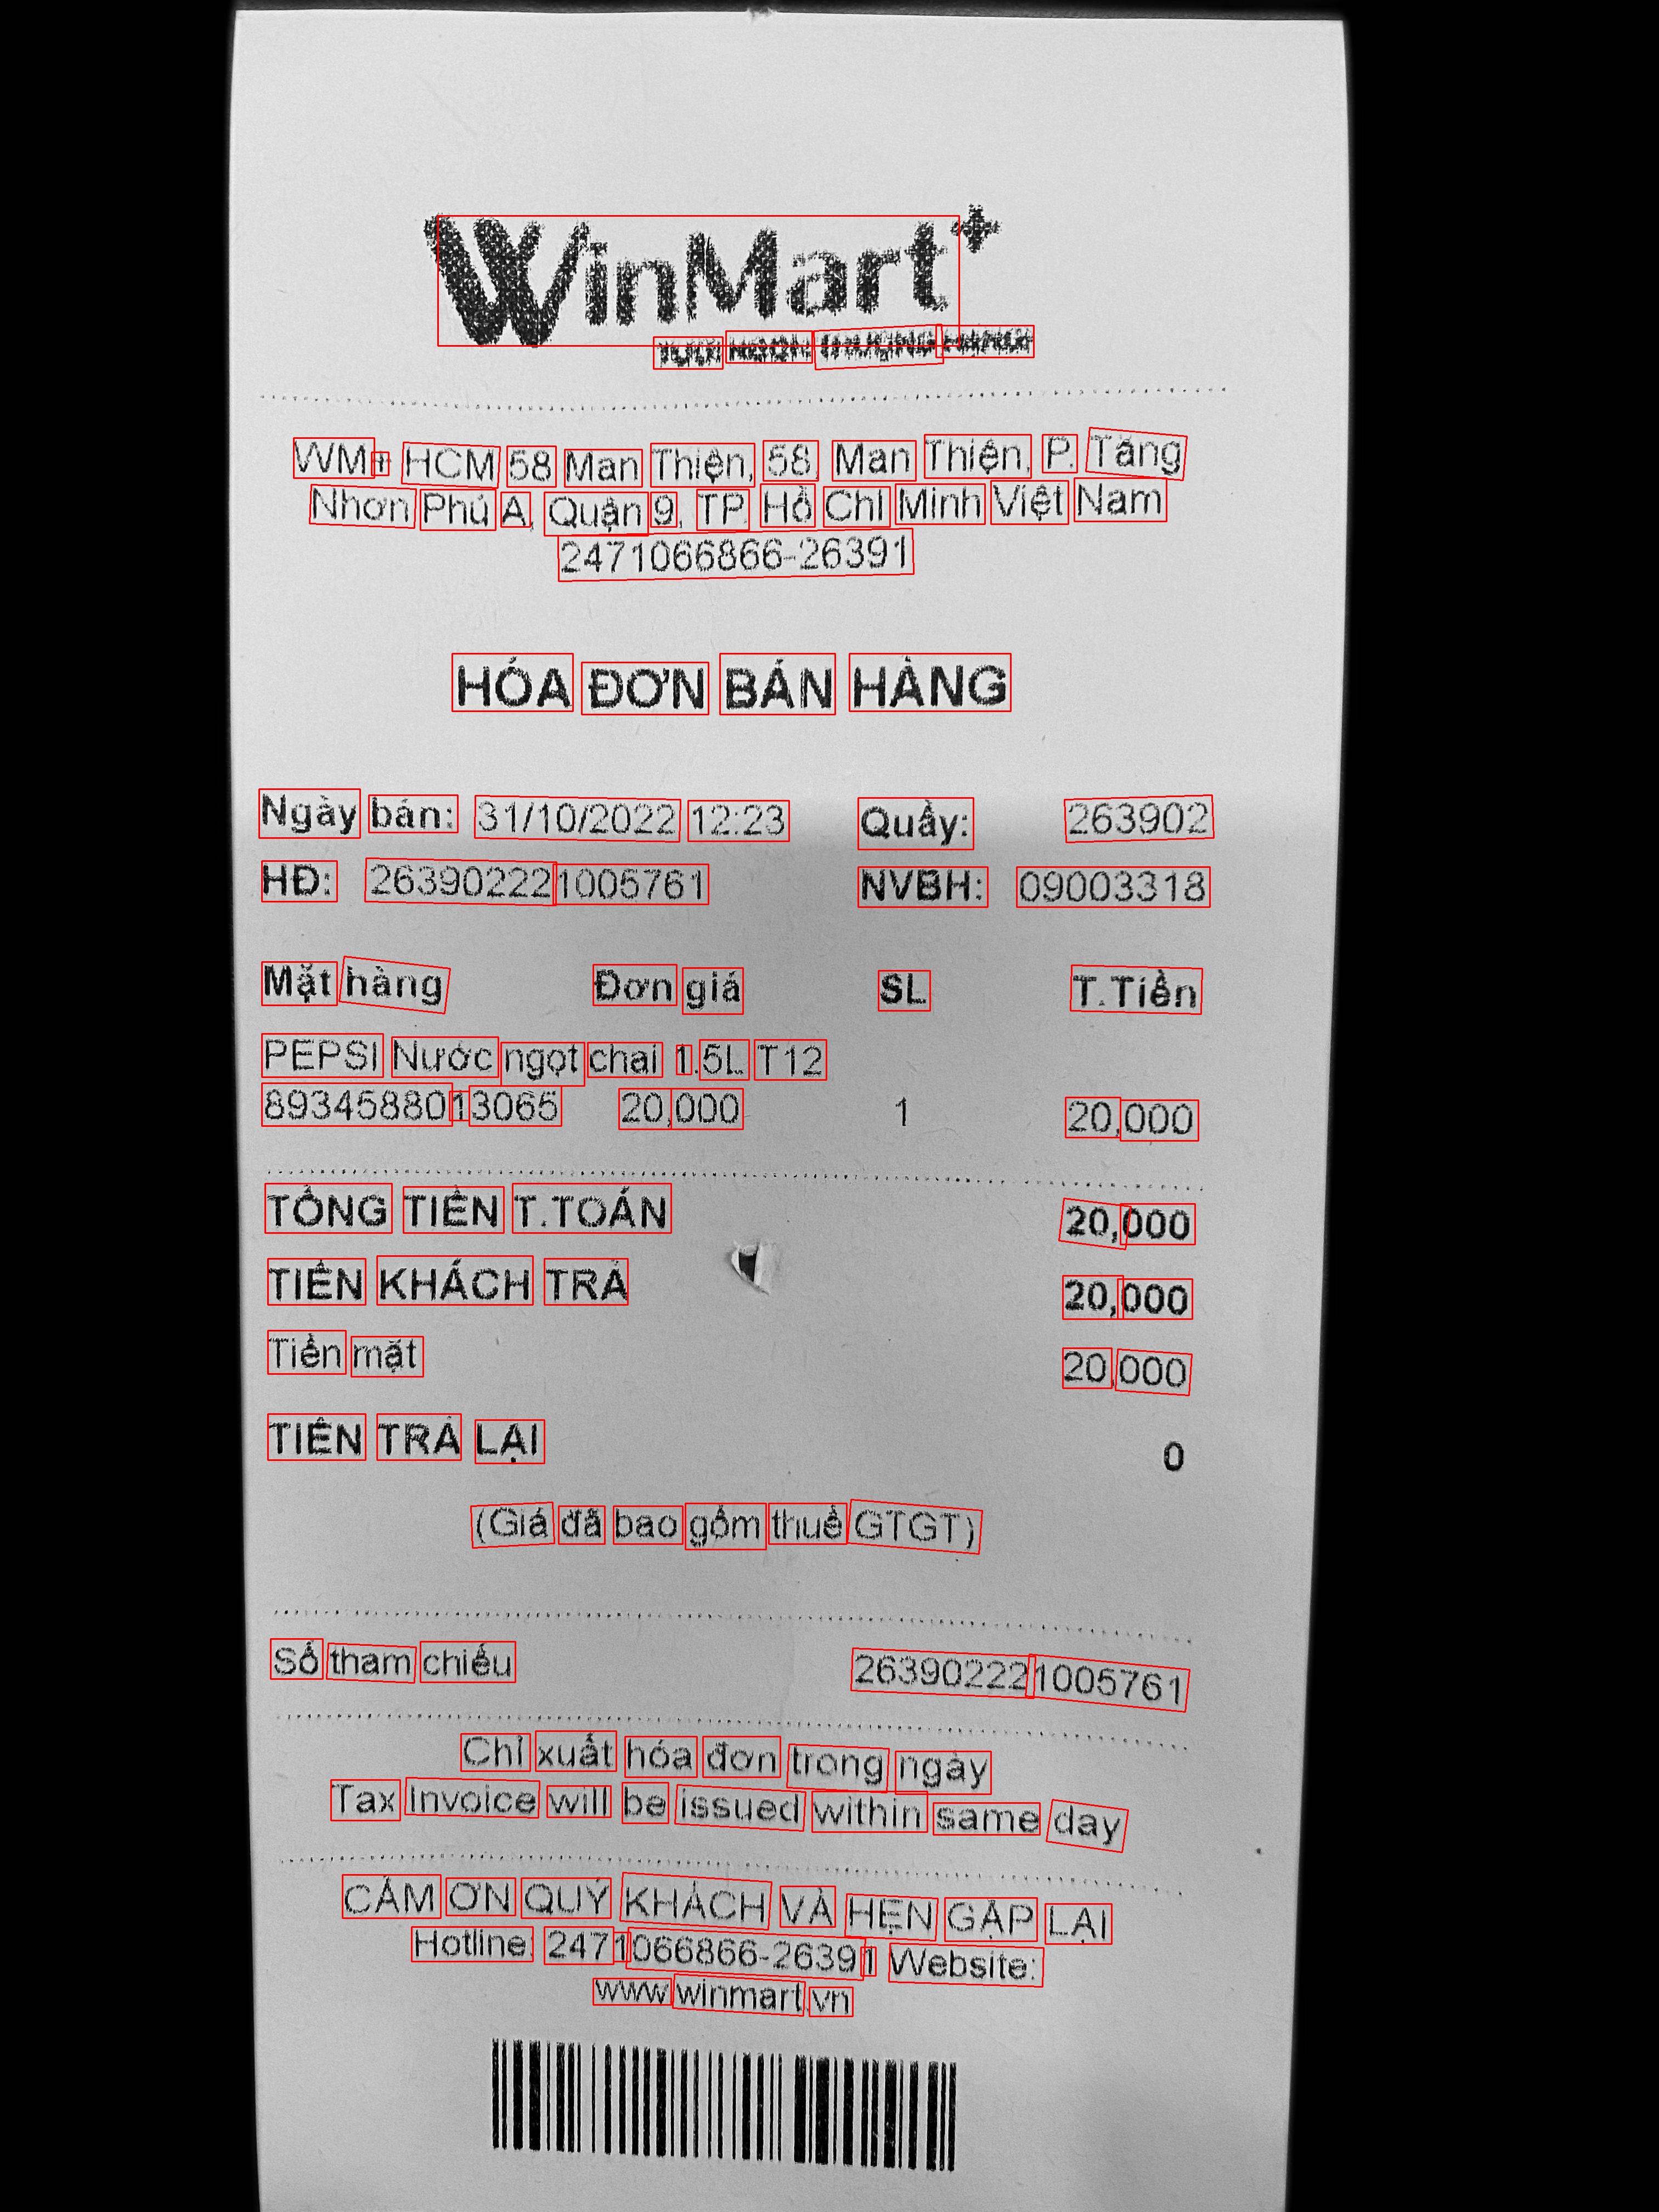 WinMart+
WM+ HCM 58 Man Thiện, 58, Man Thiện, P. Tăng
Nhơn Phú A, Quận 9, TP. Hồ Chí Minh Việt Nam
2471066866-26391
HÓA ĐƠN BÁN HÀNG
Ngày bán: 31/10/2022 12:23 Quầy: 263902
HĐ: 2639022221005761 NVBH: 09003318
Mặt hàng Đơn giá SL T.Tiền
PEPSI Nước ngọt chai 1.5L T12
8934588013065 20,000 1 20,000
TỔNG TIỀN T.TOÁN 20,000
TIỀN KHÁCH TRẢ 20,000
Tiền mặt 20,000
TIỀN TRẢ LẠI 0
(Giá đã bao gồm thuế GTGT)
Số tham chiếu 2639022221005761
Chỉ xuất hóa đơn trong ngày
Tax Invoice will be issued within same day
CẢM ƠN QUÝ KHÁCH VÀ HẸN GẶP LẠI
Hotline: 2471066866-26391 Website:
www.winmart.vn